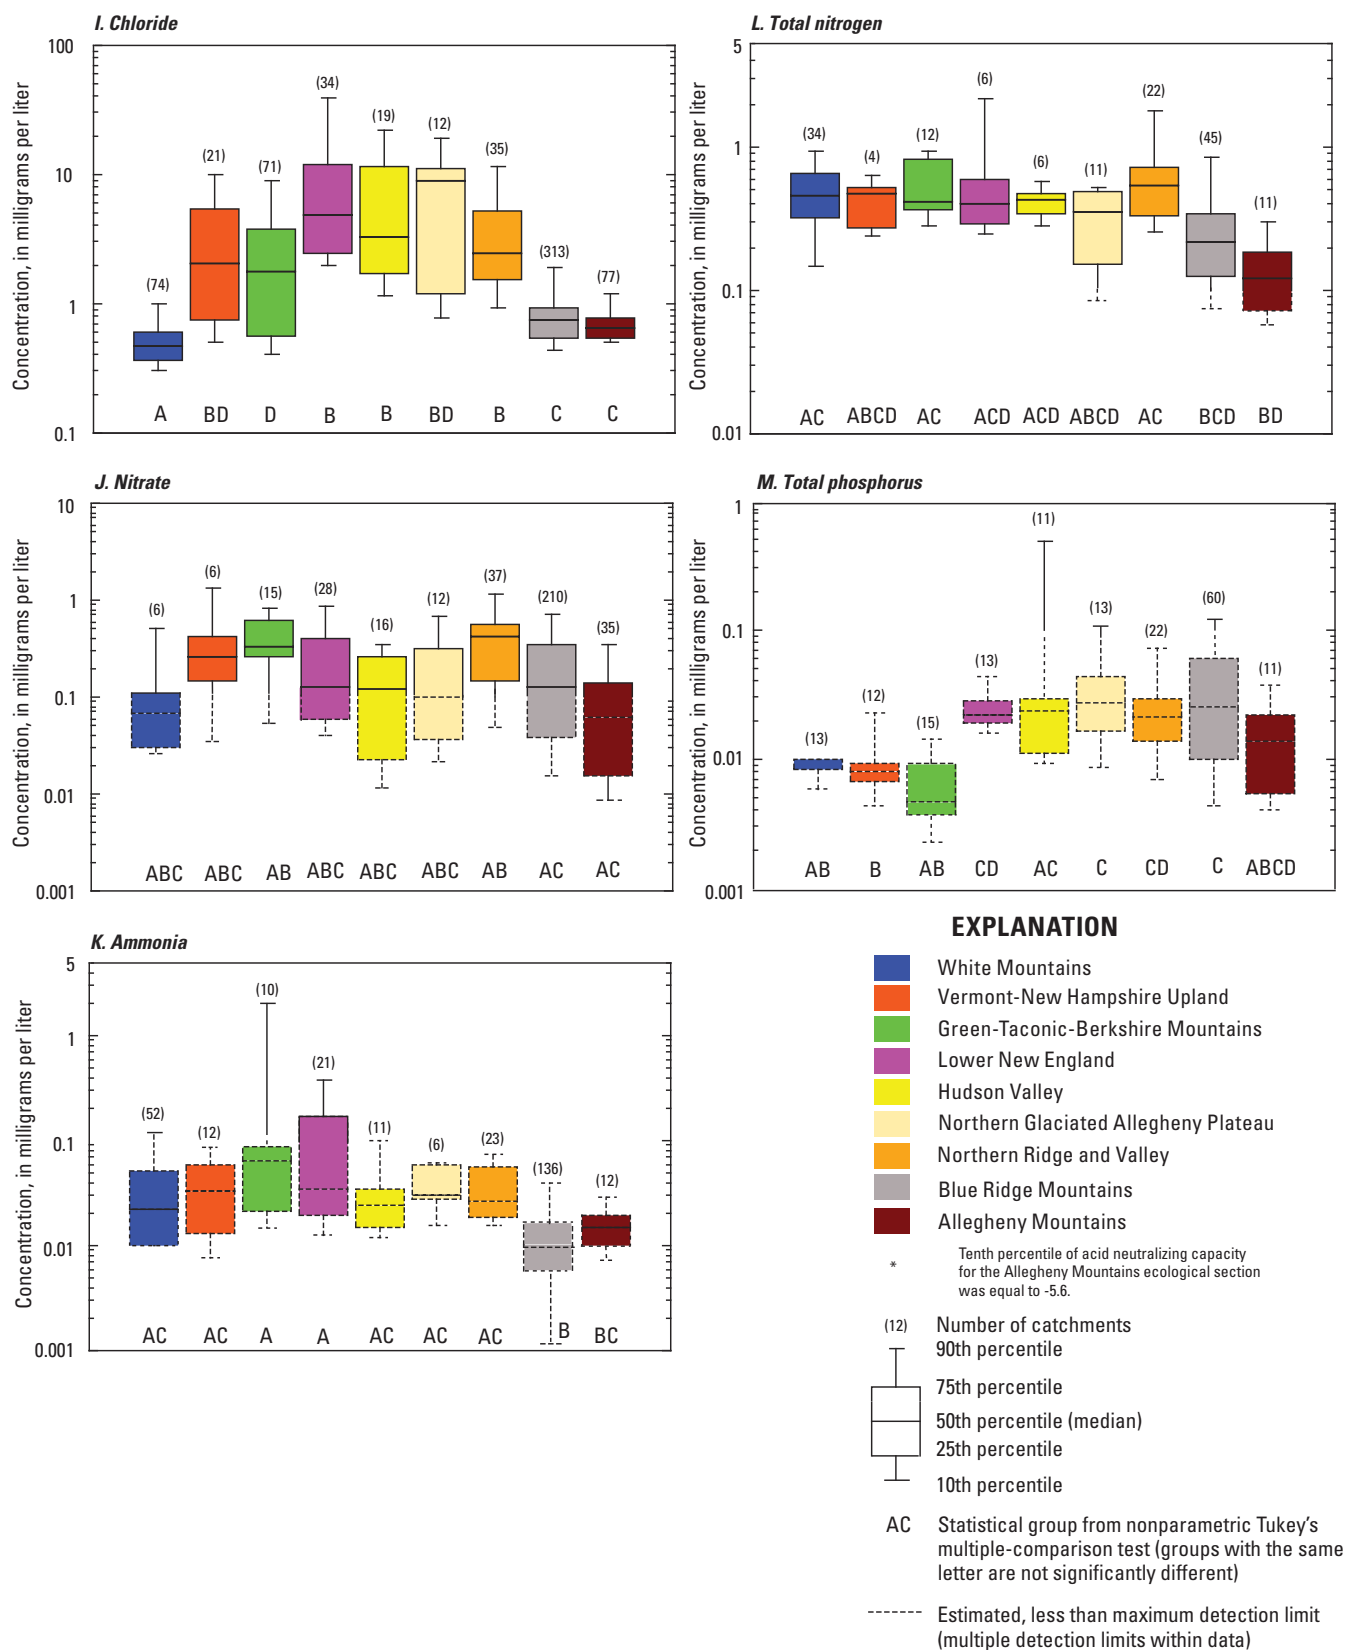 I. Chloride
Concentration, in milligrams per liter
100
10
1
0.1
(74)
(21)
(71)
(34)
(19)
(12)
(35)
(313)
(77)
A BD D B B BD B C C
L. Total nitrogen
Concentration, in milligrams per liter
5
1
0.1
0.01
(34)
(4)
(12)
(6)
(6)
(11)
(22)
(45)
(11)
AC ABCD AC ACD ACD ABCD AC BCD BD
J. Nitrate
Concentration, in milligrams per liter
10
1
0.1
0.01
0.001
(6)
(6)
(15)
(28)
(16)
(12)
(37)
(210)
(35)
ABC ABC AB ABC ABC ABC AB AC AC
M. Total phosphorus
Concentration, in milligrams per liter
1
0.1
0.01
0.001
(13)
(12)
(15)
(13)
(11)
(13)
(22)
(60)
(11)
AB B AB CD AC C CD C ABCD
K. Ammonia
Concentration, in milligrams per liter
5
1
0.1
0.01
0.001
(52)
(12)
(10)
(21)
(11)
(6)
(23)
(136)
(12)
AC AC A A AC AC AC B BC
EXPLANATION
White Mountains
Vermont-New Hampshire Upland
Green-Taconic-Berkshire Mountains
Lower New England
Hudson Valley
Northern Glaciated Allegheny Plateau
Northern Ridge and Valley
Blue Ridge Mountains
Allegheny Mountains
* Tenth percentile of acid neutralizing capacity
for the Allegheny Mountains ecological section
was equal to -5.6.
(12) Number of catchments
90th percentile
75th percentile
50th percentile (median)
25th percentile
10th percentile
AC Statistical group from nonparametric Tukey's
multiple-comparison test (groups with the same
letter are not significantly different)
Estimated, less than maximum detection limit
(multiple detection limits within data)